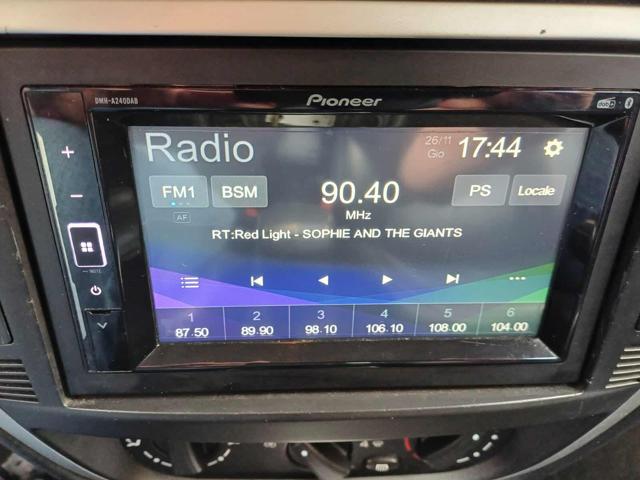 DMH-A240DAB
Pioneer
dab
Radio
26/11
Gio
17:44
FM1
BSM
90.40
PS
Locale
AF
MHz
RT:Red Light - SOPHIE AND THE GIANTS
MUTE
1 2 3 4 5 6
87.50 89.90 98.10 106.10 108.00 104.00